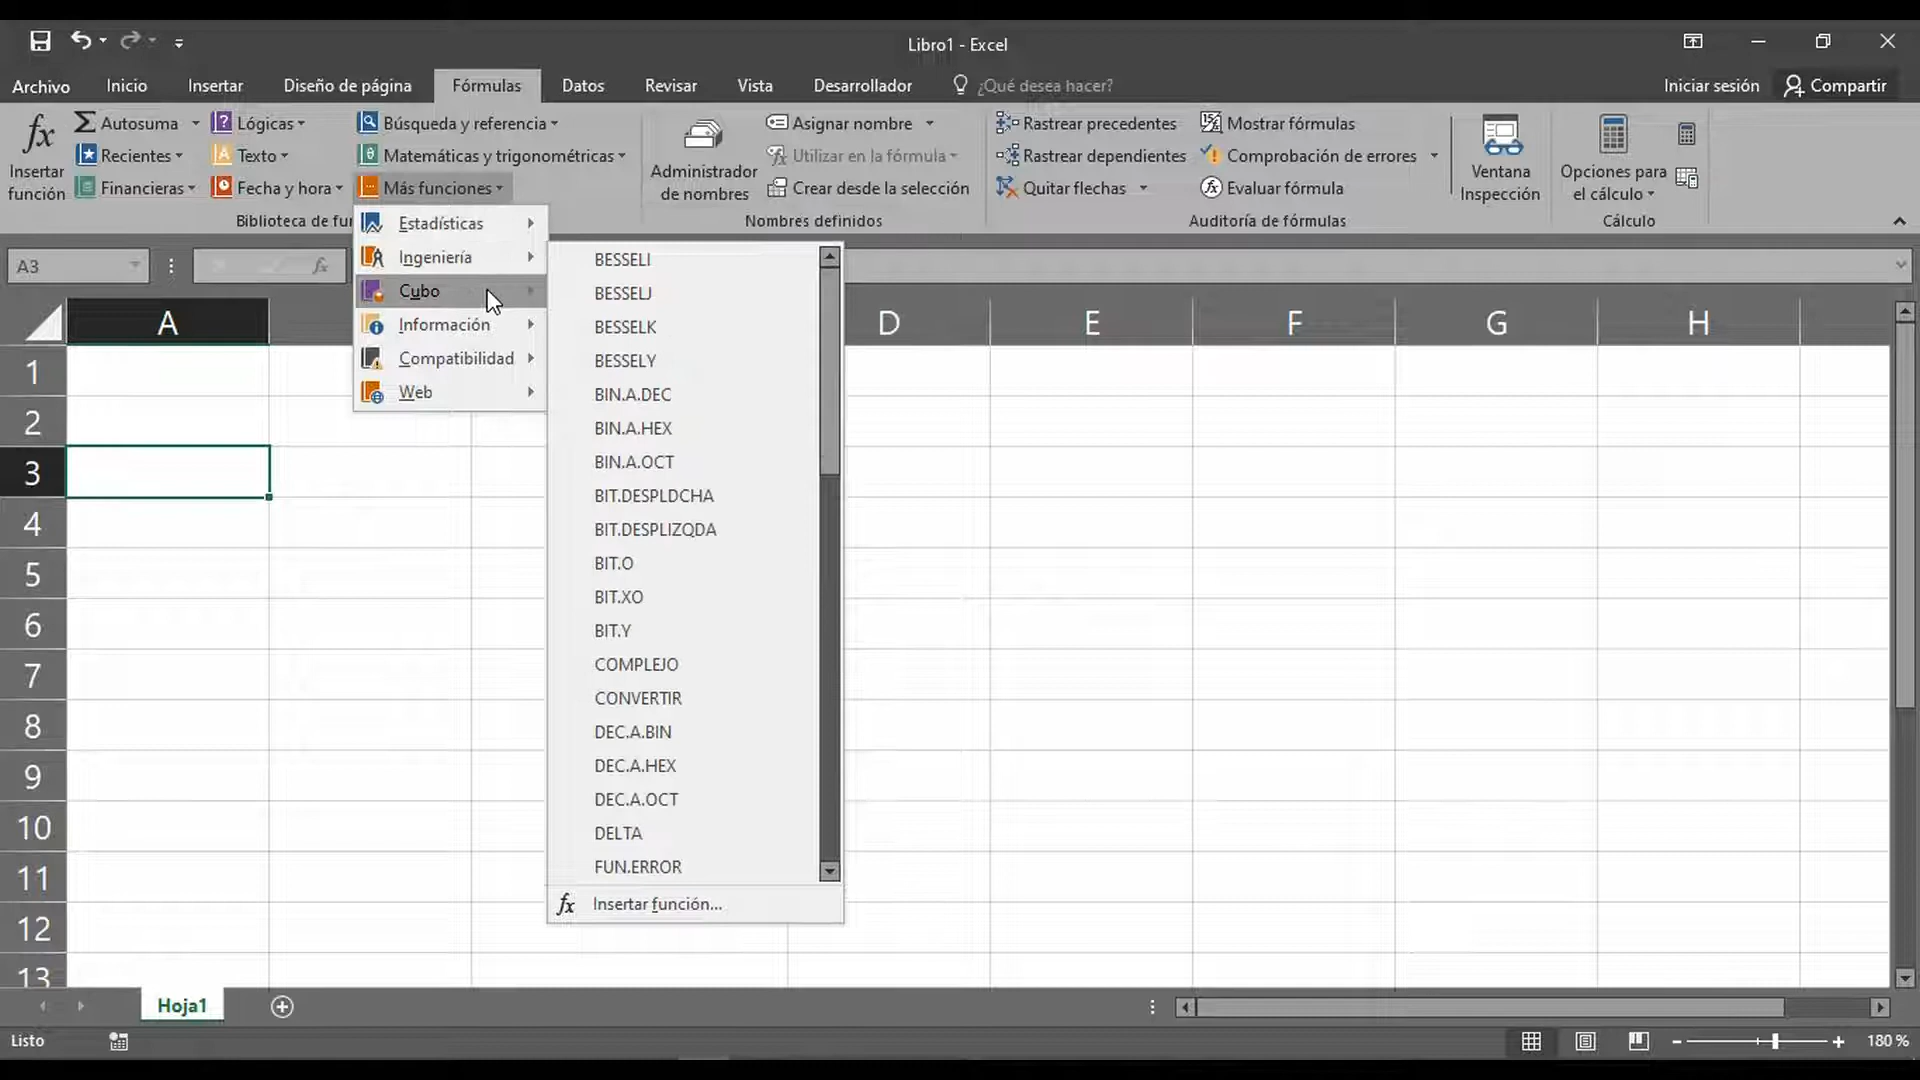 Libro1 - Excel
Archivo Inicio Insertar Diseño de página Fórmulas Datos Revisar Vista Desarrollador ¿Qué desea hacer? Iniciar sesión Compartir
fx Insertar función
Autosuma
Recientes
Financieras
Lógicas
Texto
Fecha y hora
Búsqueda y referencia
Matemáticas y trigonométricas
Más funciones
Biblioteca de fu
Administrador de nombres
Asignar nombre
Utilizar en la fórmula
Crear desde la selección
Nombres definidos
Rastrear precedentes
Rastrear dependientes
Quitar flechas
Mostrar fórmulas
Comprobación de errores
Evaluar fórmula
Auditoría de fórmulas
Ventana Inspección
Opciones para el cálculo
Cálculo
A3
fx
Estadísticas
Ingeniería
Cubo
Información
Compatibilidad
Web
BESSELI
BESSELJ
BESSELK
BESSELY
BIN.A.DEC
BIN.A.HEX
BIN.A.OCT
BIT.DESPLDCHA
BIT.DESPLIZQDA
BIT.O
BIT.XO
BIT.Y
COMPLEJO
CONVERTIR
DEC.A.BIN
DEC.A.HEX
DEC.A.OCT
DELTA
FUN.ERROR
fx Insertar función...
A D E F G H
1
2
3
4
5
6
7
8
9
10
11
12
13
Hoja1
Listo
180 %